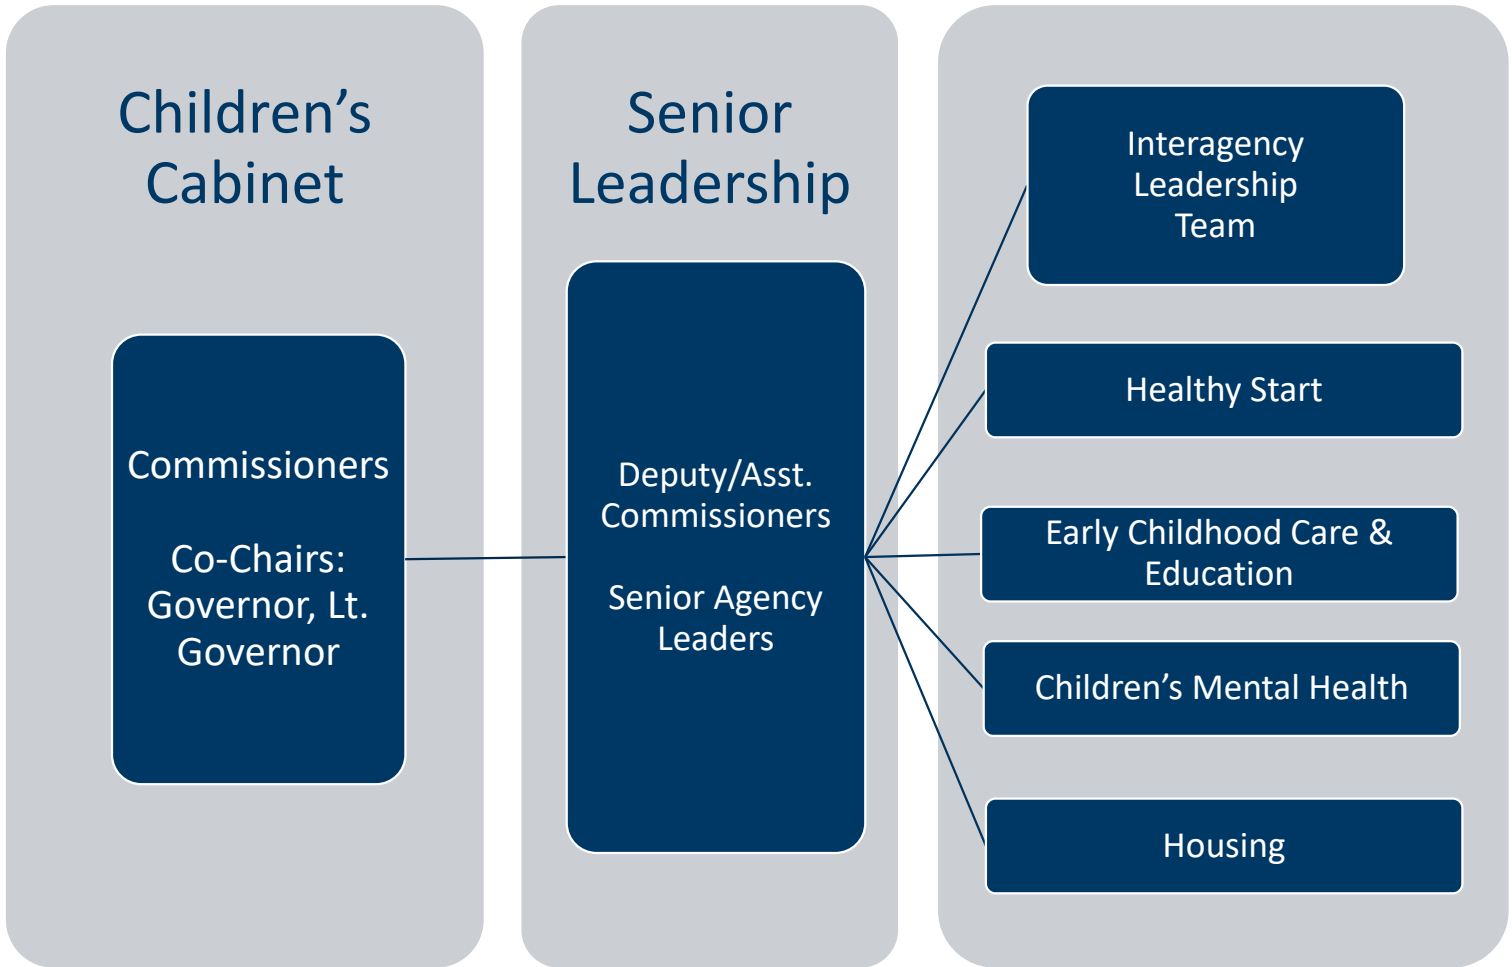 Children’s
Cabinet
Commissioners
Co-Chairs:
Governor, Lt.
Governor
Senior
Leadership
Deputy/Asst.
Commissioners
Senior Agency
Leaders
Interagency
Leadership
Team
Healthy Start
Early Childhood Care &
Education
Children’s Mental Health
Housing